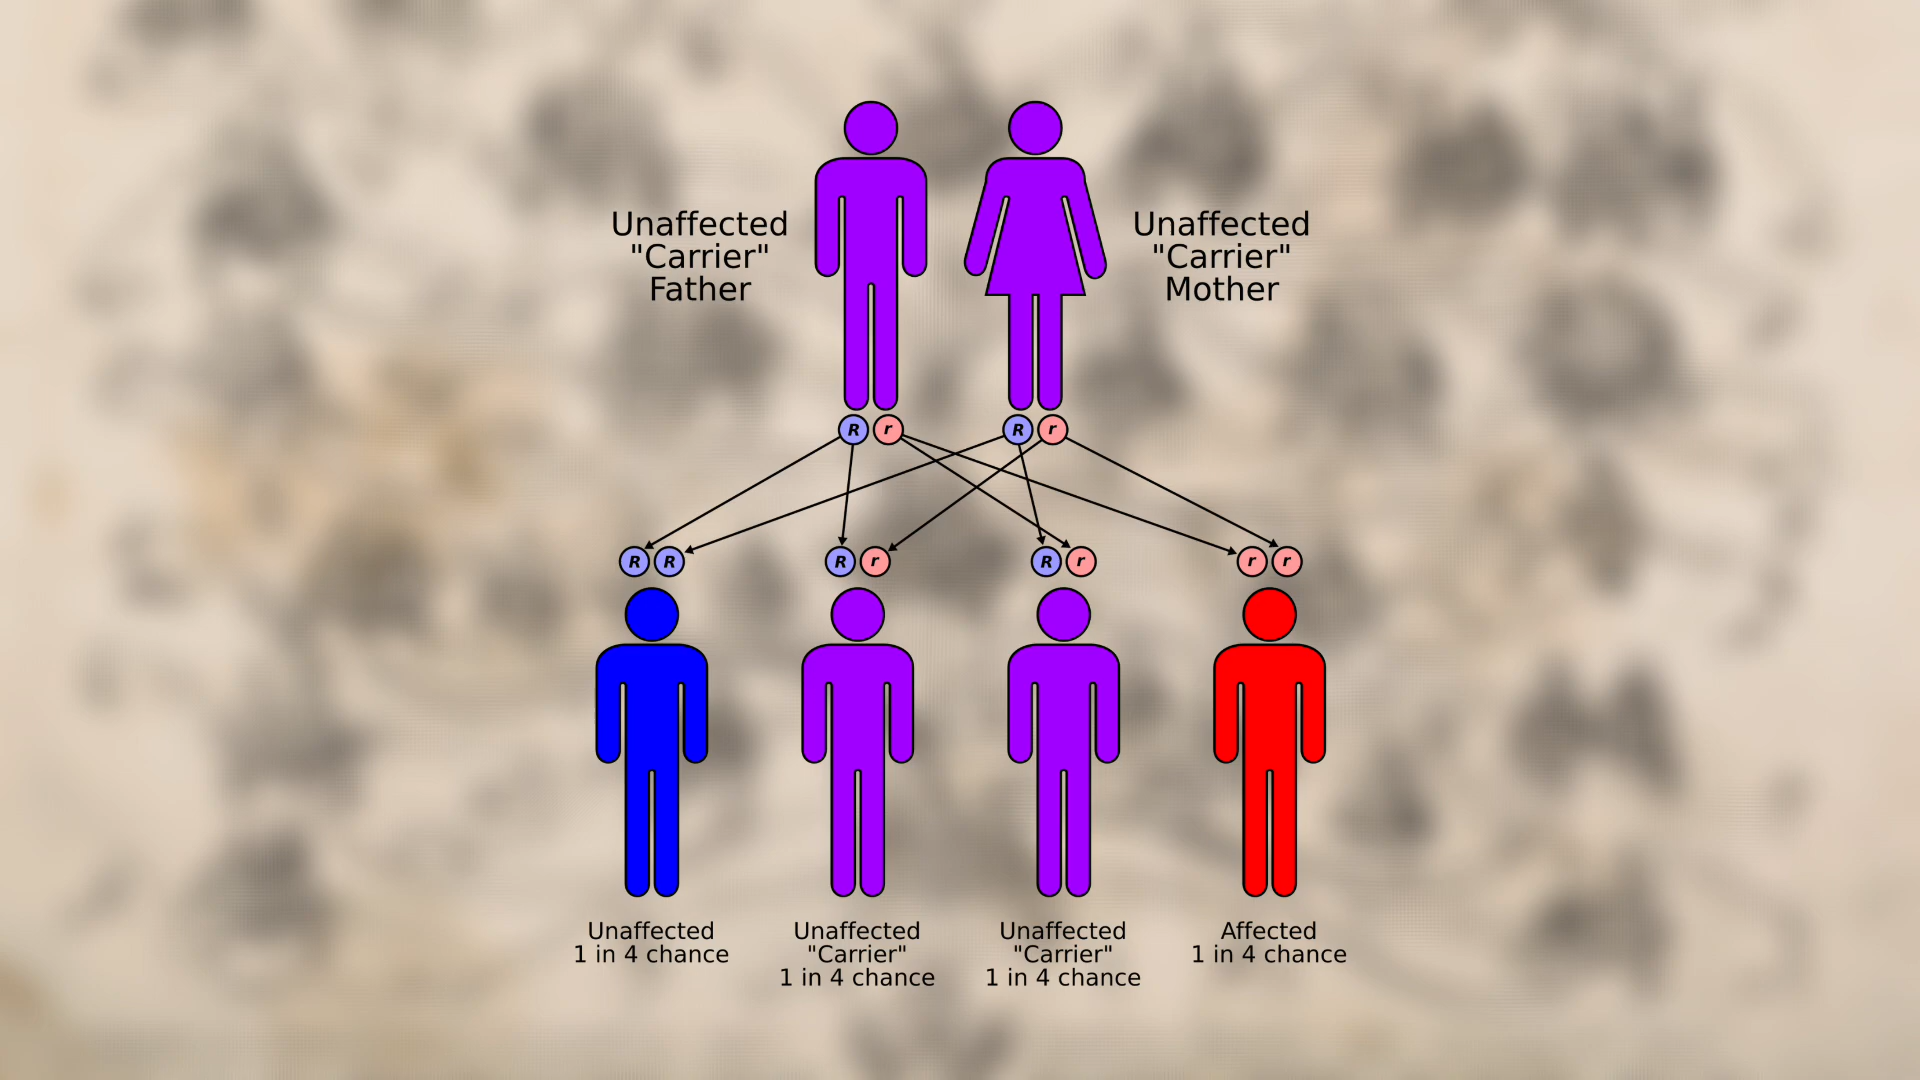 Unaffected
"Carrier"
Father
Unaffected
"Carrier"
Mother
R r R r
R R R r R r r r
Unaffected
1 in 4 chance
Unaffected
"Carrier"
1 in 4 chance
Unaffected
"Carrier"
1 in 4 chance
Affected
1 in 4 chance